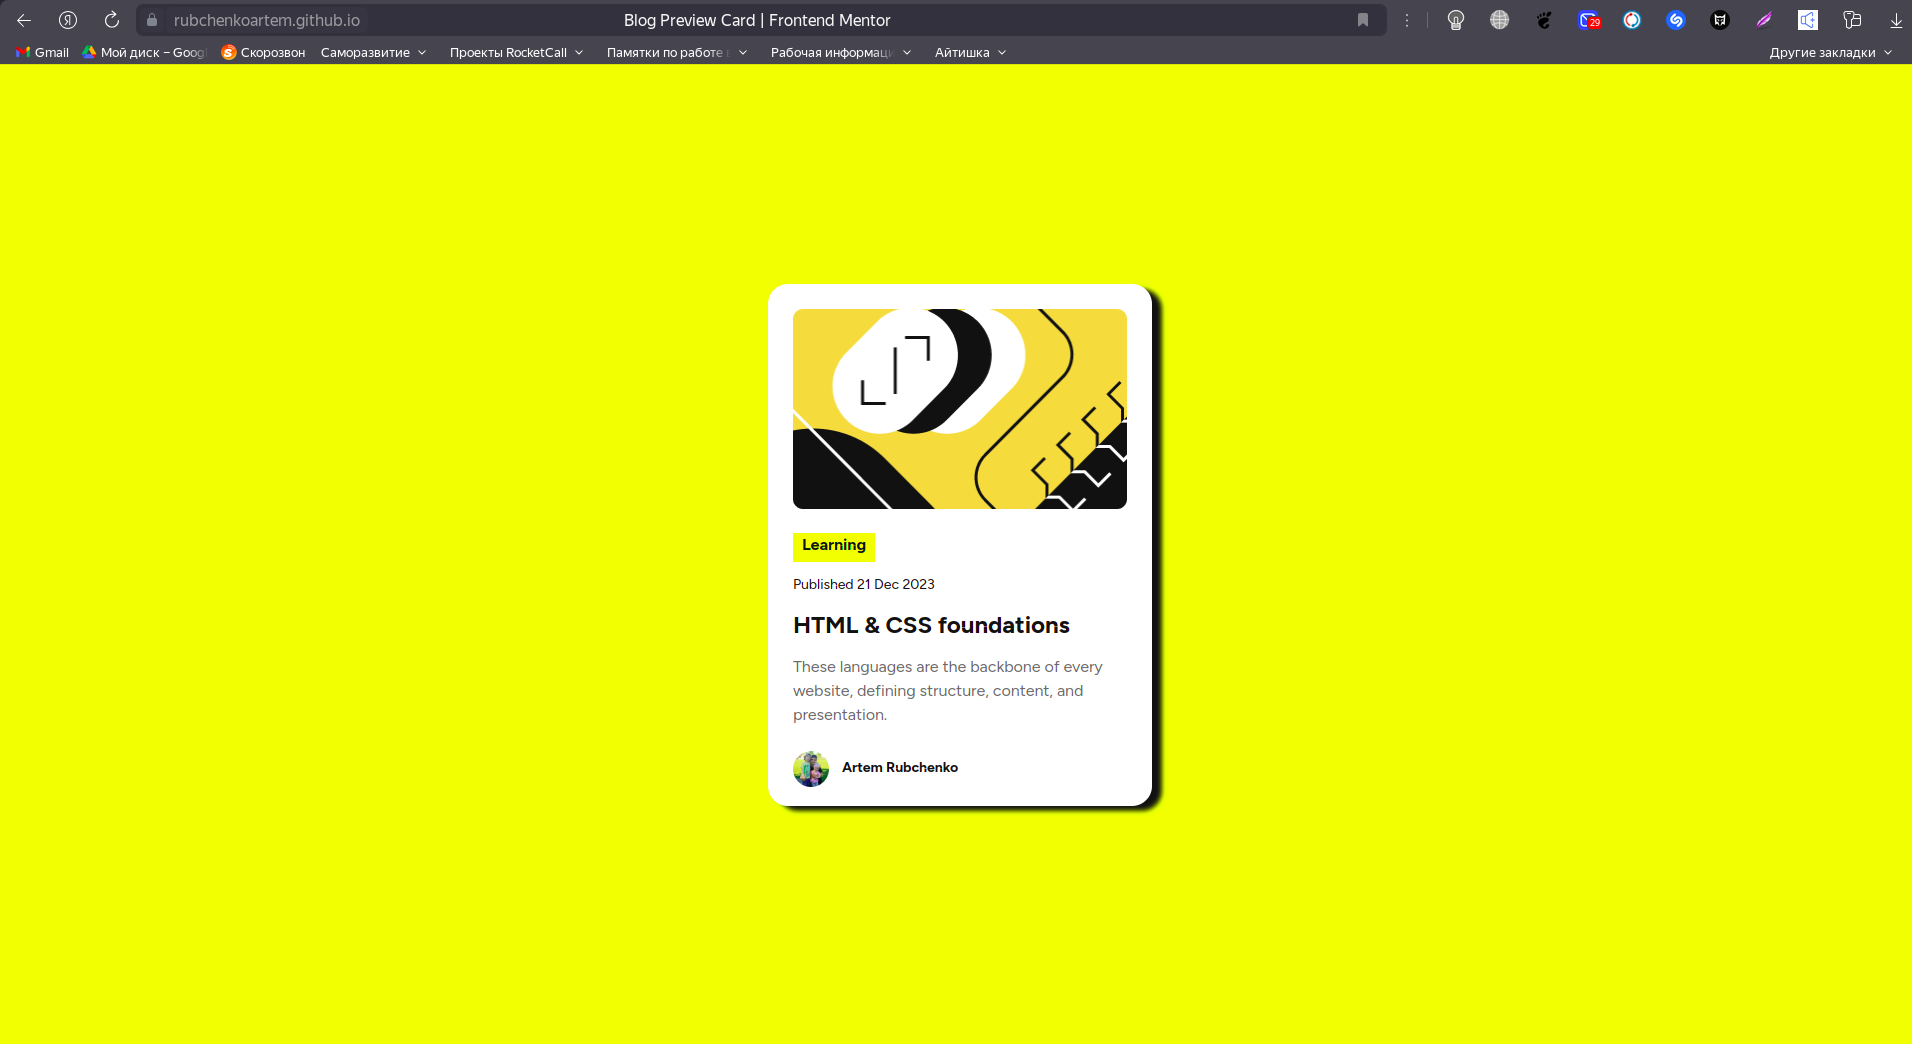 rubchenkoartem.github.io
Blog Preview Card | Frontend Mentor
29
Gmail
Мой диск – Goog
Скорозвон
Саморазвитие
Проекты RocketCall
Памятки по работе в
Рабочая информаци
Айтишка
Другие закладки
Learning
Published 21 Dec 2023
HTML & CSS foundations
These languages are the backbone of every
website, defining structure, content, and
presentation.
Artem Rubchenko